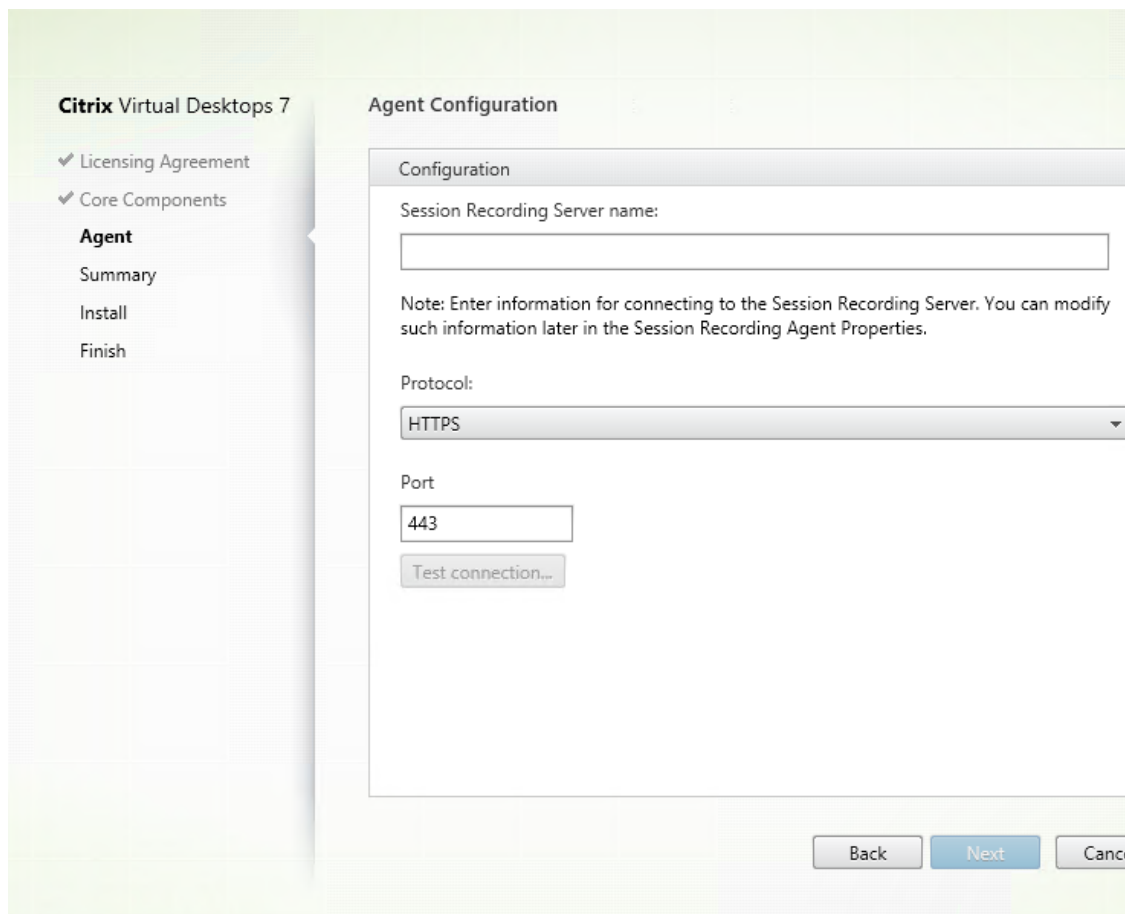 Citrix Virtual Desktops 7
Licensing Agreement
Core Components
Agent
Summary
Install
Finish
Agent Configuration
Configuration
Session Recording Server name:
Note: Enter information for connecting to the Session Recording Server. You can modify
such information later in the Session Recording Agent Properties.
Protocol:
HTTPS
Port
443
Test connection...
Back
Next
Canc